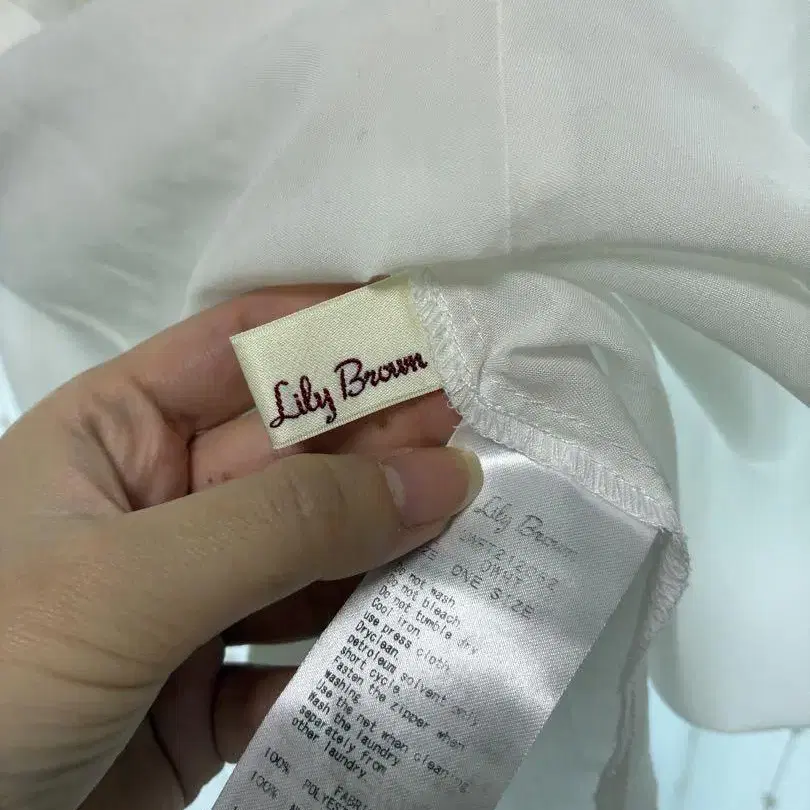 Lily Brown
Lily Brown
OWHT
ONE SIZE
Do not wash
Do not bleach
Do not tumble dry
Cool iron
use press cloth
Dryclean,
petroleum solvent only,
short cycle
Fasten the zipper when
washing
Use the net when cleaning
Wash the laundry
separately from
other laundry.
100%
100%